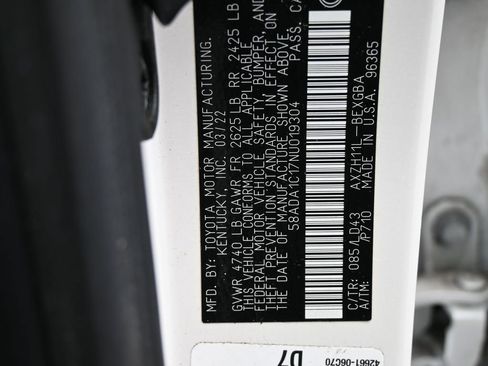 MFD. BY: TOYOTA MOTOR MANUFACTURING.
KENTUCKY, INC. 03/22
GVWR 4740 LB GAWR FR 2625 LB RR 2425 LB
THIS VEHICLE CONFORMS TO ALL APPLICABLE
FEDERAL MOTOR VEHICLE SAFETY, BUMPER, AND
THEFT PREVENTION STANDARDS IN EFFECT ON
THE DATE OF MANUFACTURE SHOWN ABOVE.
58ADA1C17NU019304 PASS. CA
C/TR: 085/LD43 AXZH11L-BEXGBA
A/TM: /P710 MADE IN U.S.A. 96365
42661-06C70
D7